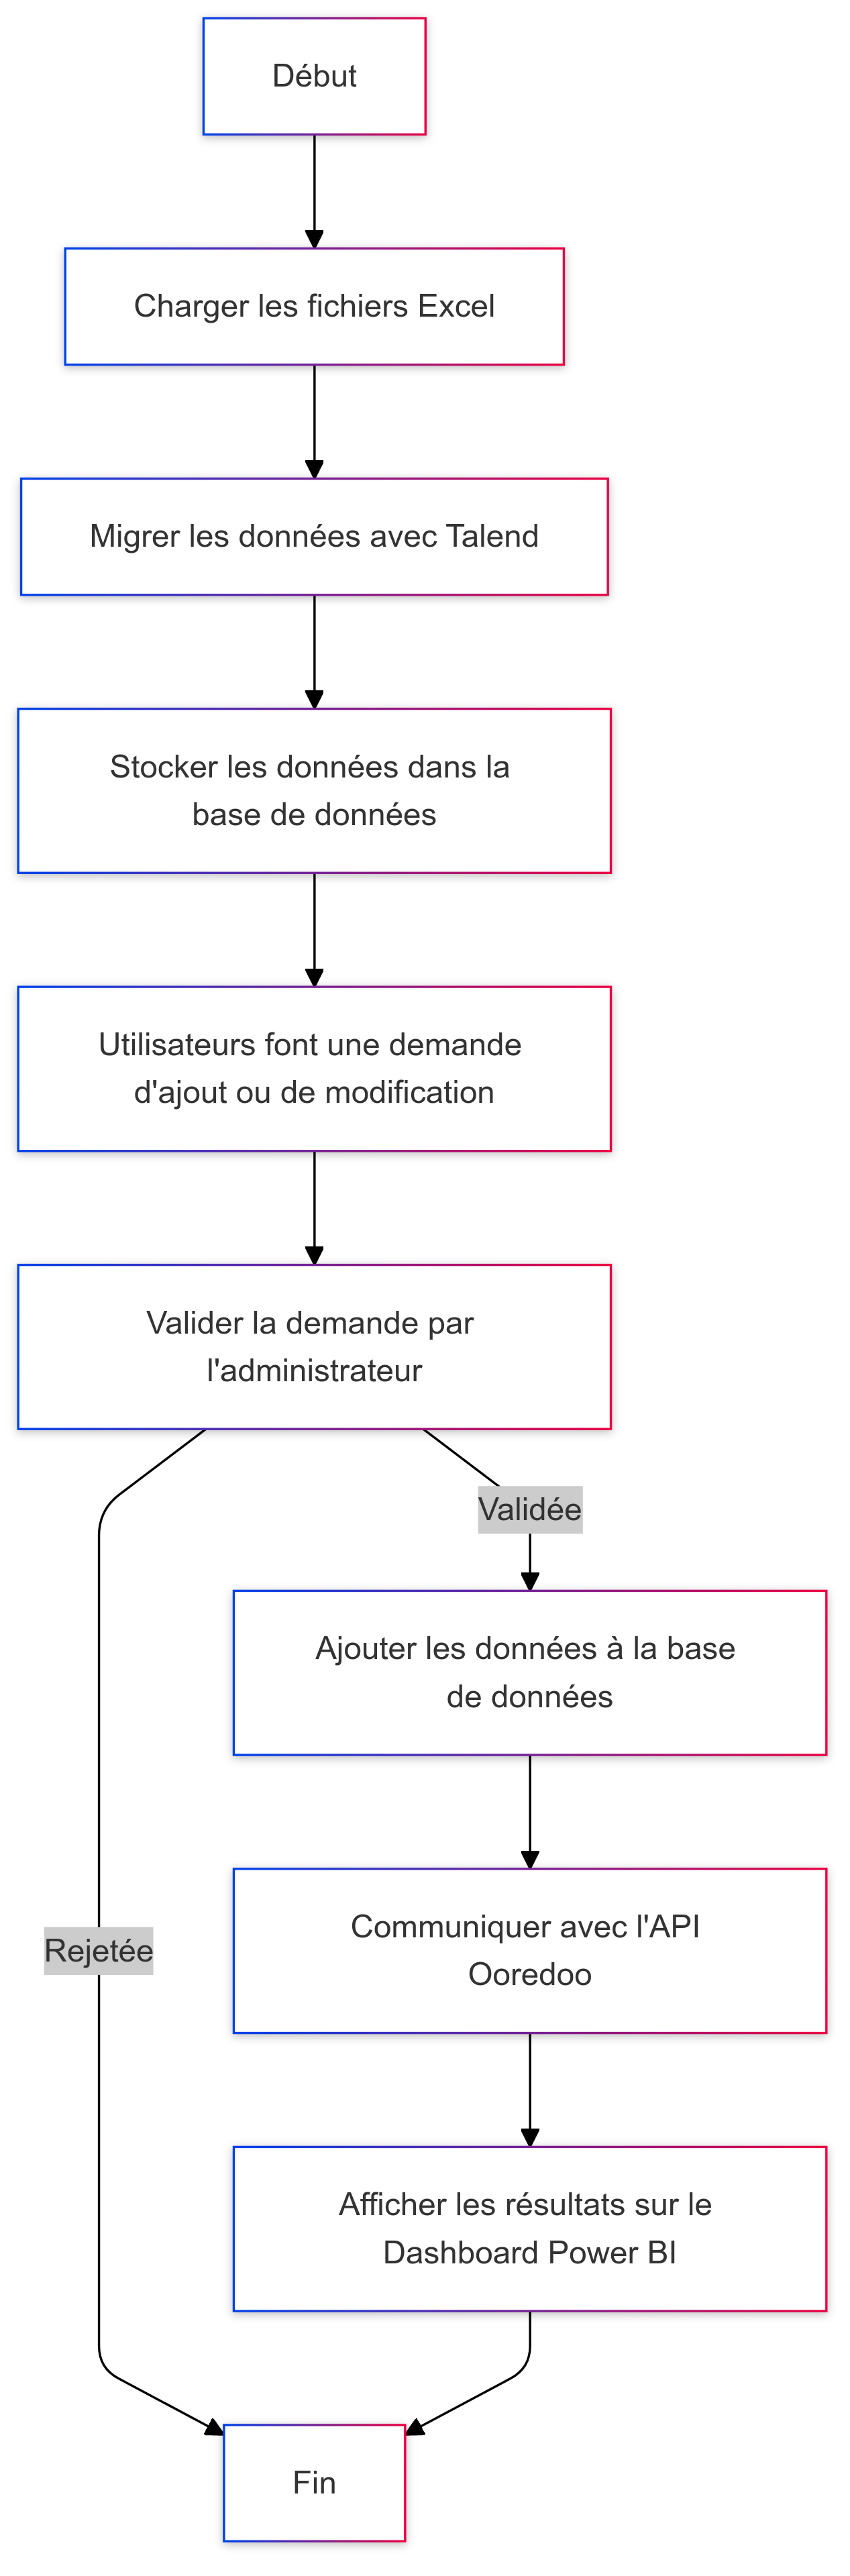 Début
Charger les fichiers Excel
Migrer les données avec Talend
Stocker les données dans la
base de données
Utilisateurs font une demande
d'ajout ou de modification
Valider la demande par
l'administrateur
Validée
Ajouter les données à la base
de données
Communiquer avec l'API
Ooredoo
Rejetée
Afficher les résultats sur le
Dashboard Power BI
Fin